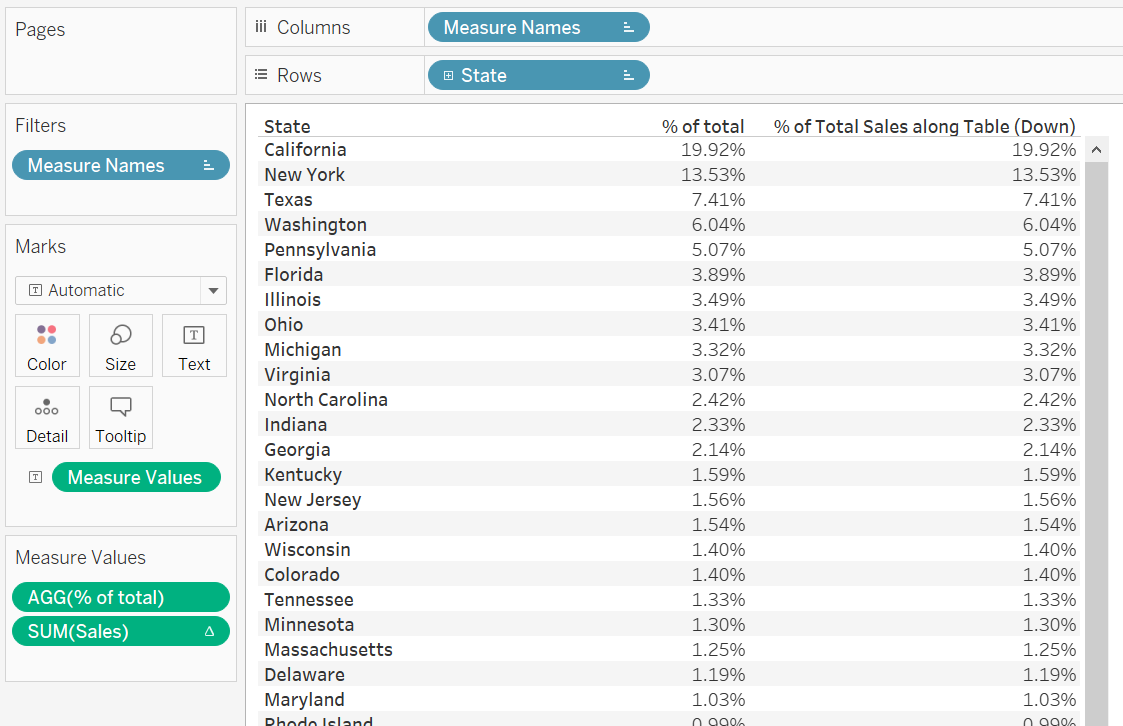 Pages
Columns Measure Names
Rows State
Filters
Measure Names
Marks
Automatic
Color Size Text
Detail Tooltip
Measure Values
Measure Values
AGG(% of total)
SUM(Sales) Δ
State % of total % of Total Sales along Table (Down)
California 19.92% 19.92%
New York 13.53% 13.53%
Texas 7.41% 7.41%
Washington 6.04% 6.04%
Pennsylvania 5.07% 5.07%
Florida 3.89% 3.89%
Illinois 3.49% 3.49%
Ohio 3.41% 3.41%
Michigan 3.32% 3.32%
Virginia 3.07% 3.07%
North Carolina 2.42% 2.42%
Indiana 2.33% 2.33%
Georgia 2.14% 2.14%
Kentucky 1.59% 1.59%
New Jersey 1.56% 1.56%
Arizona 1.54% 1.54%
Wisconsin 1.40% 1.40%
Colorado 1.40% 1.40%
Tennessee 1.33% 1.33%
Minnesota 1.30% 1.30%
Massachusetts 1.25% 1.25%
Delaware 1.19% 1.19%
Maryland 1.03% 1.03%
Rhode Island 0.99% 0.99%